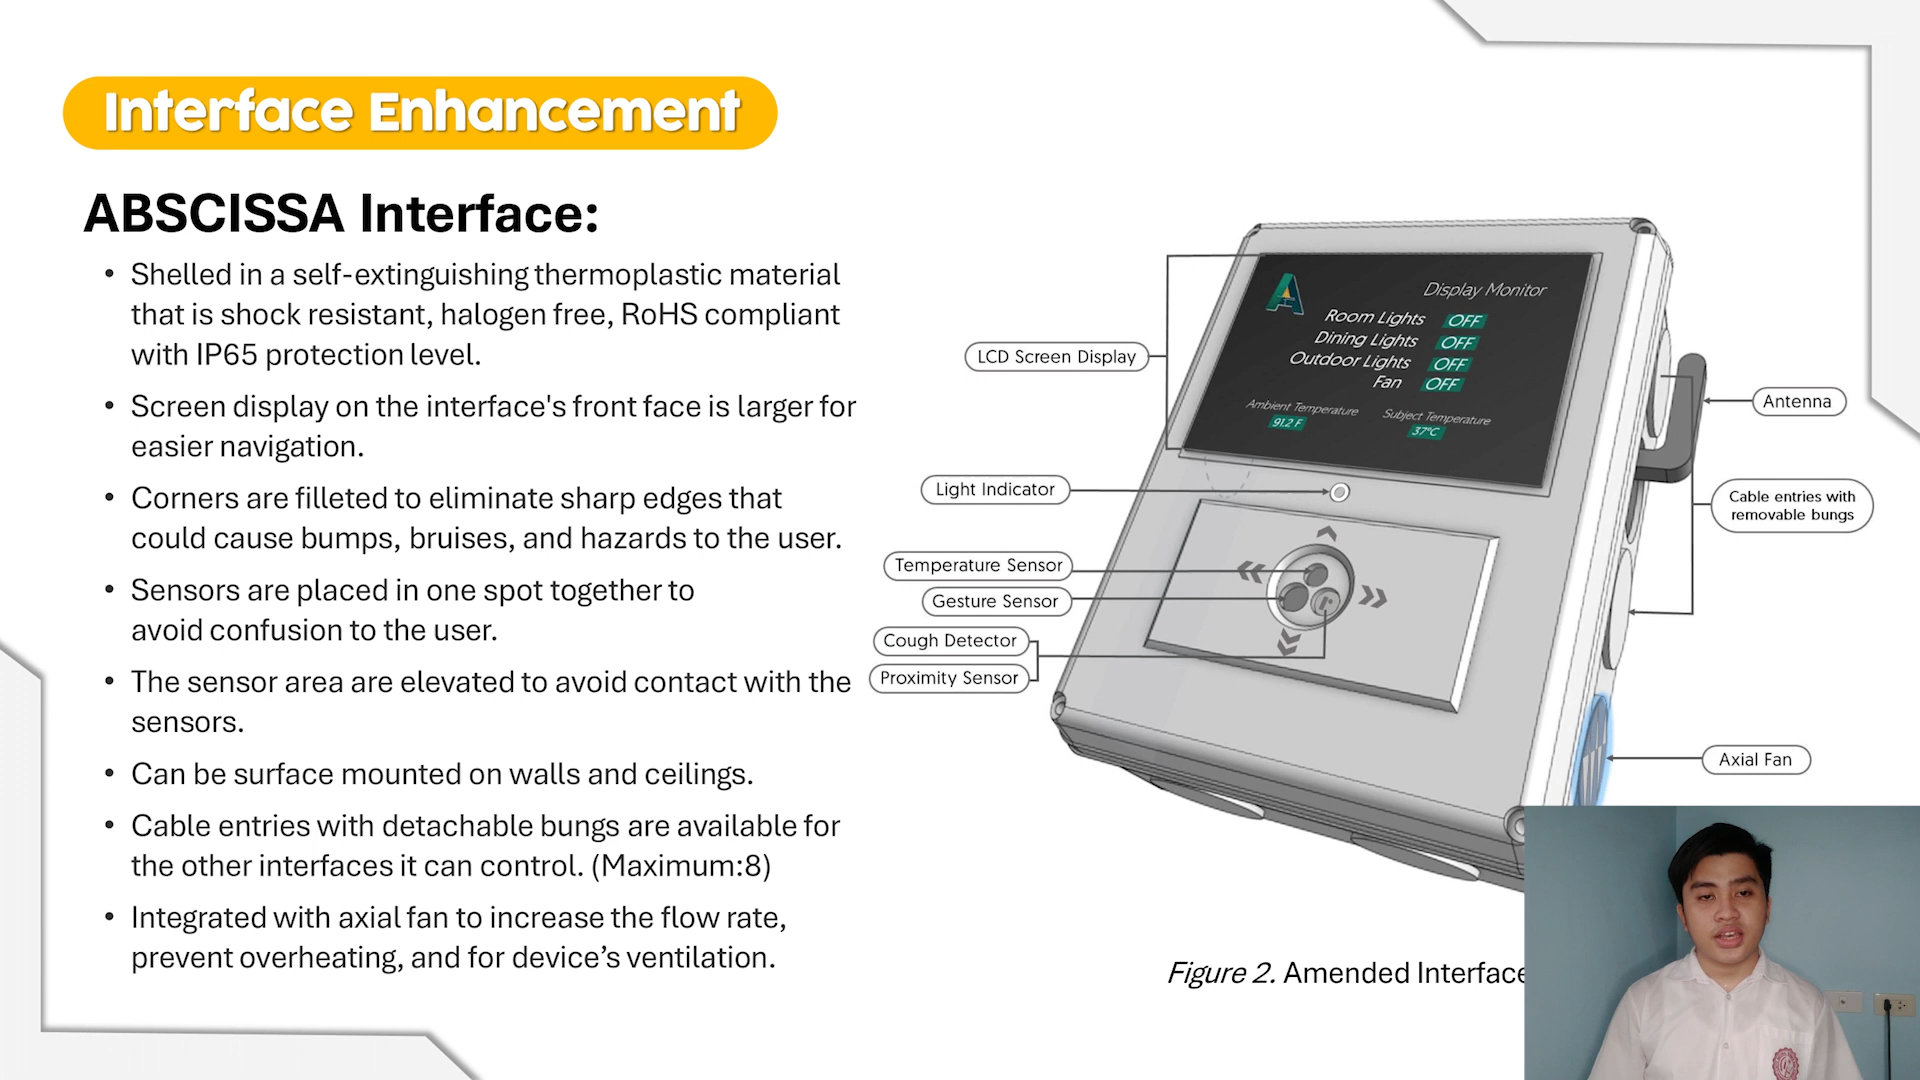 Interface Enhancement
ABSCISSA Interface:
• Shelled in a self-extinguishing thermoplastic material
that is shock resistant, halogen free, RoHS compliant
with IP65 protection level.
• Screen display on the interface's front face is larger for
easier navigation.
• Corners are filleted to eliminate sharp edges that
could cause bumps, bruises, and hazards to the user.
• Sensors are placed in one spot together to
avoid confusion to the user.
• The sensor area are elevated to avoid contact with the
sensors.
• Can be surface mounted on walls and ceilings.
• Cable entries with detachable bungs are available for
the other interfaces it can control. (Maximum:8)
• Integrated with axial fan to increase the flow rate,
prevent overheating, and for device’s ventilation.
Display Monitor
Room Lights OFF
Dining Lights OFF
Outdoor Lights OFF
Fan OFF
Ambient Temperature
91.2 F
Subject Temperature
37°C
LCD Screen Display
Light Indicator
Temperature Sensor
Gesture Sensor
Cough Detector
Proximity Sensor
Antenna
Cable entries with
removable bungs
Axial Fan
Figure 2. Amended Interface